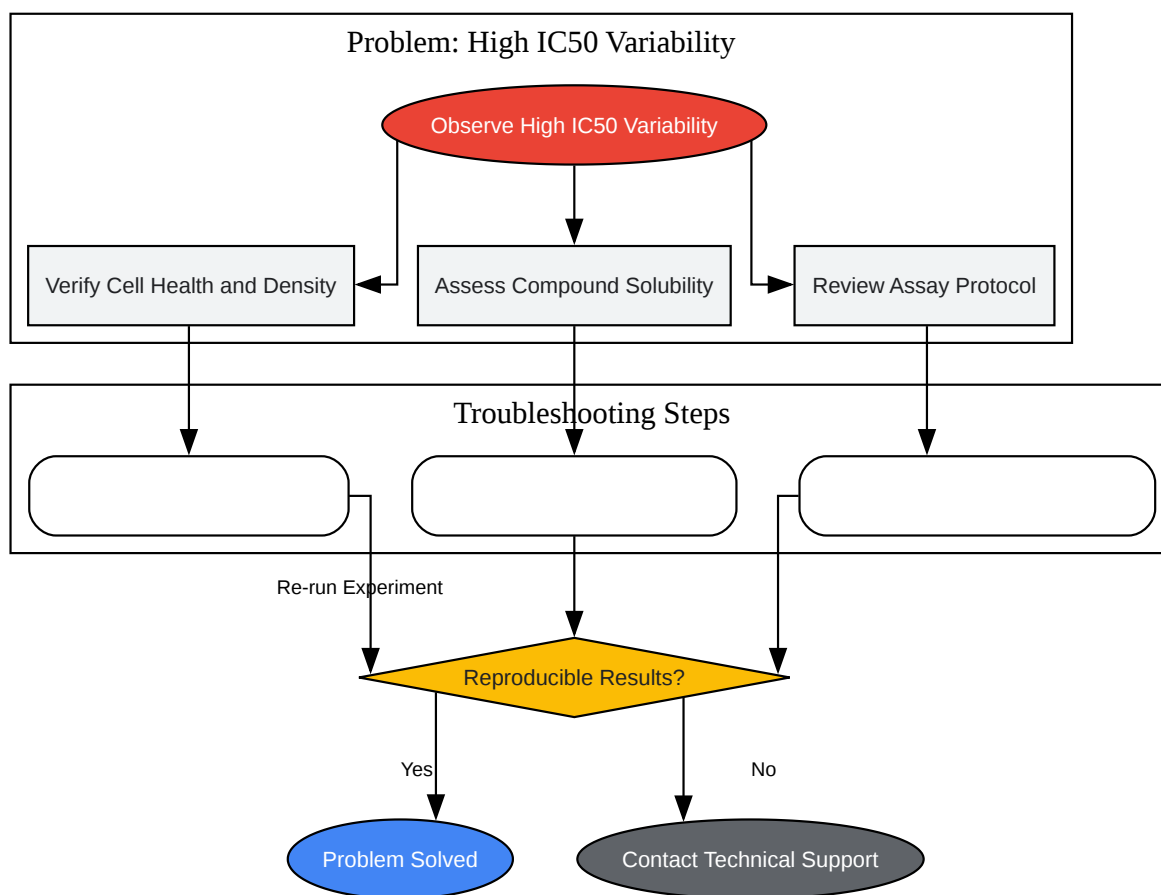 Problem: High IC50 Variability
Observe High IC50 Variability
Verify Cell Health and Density
Assess Compound Solubility
Review Assay Protocol
Troubleshooting Steps
Re-run Experiment
Reproducible Results?
Yes
No
Problem Solved
Contact Technical Support